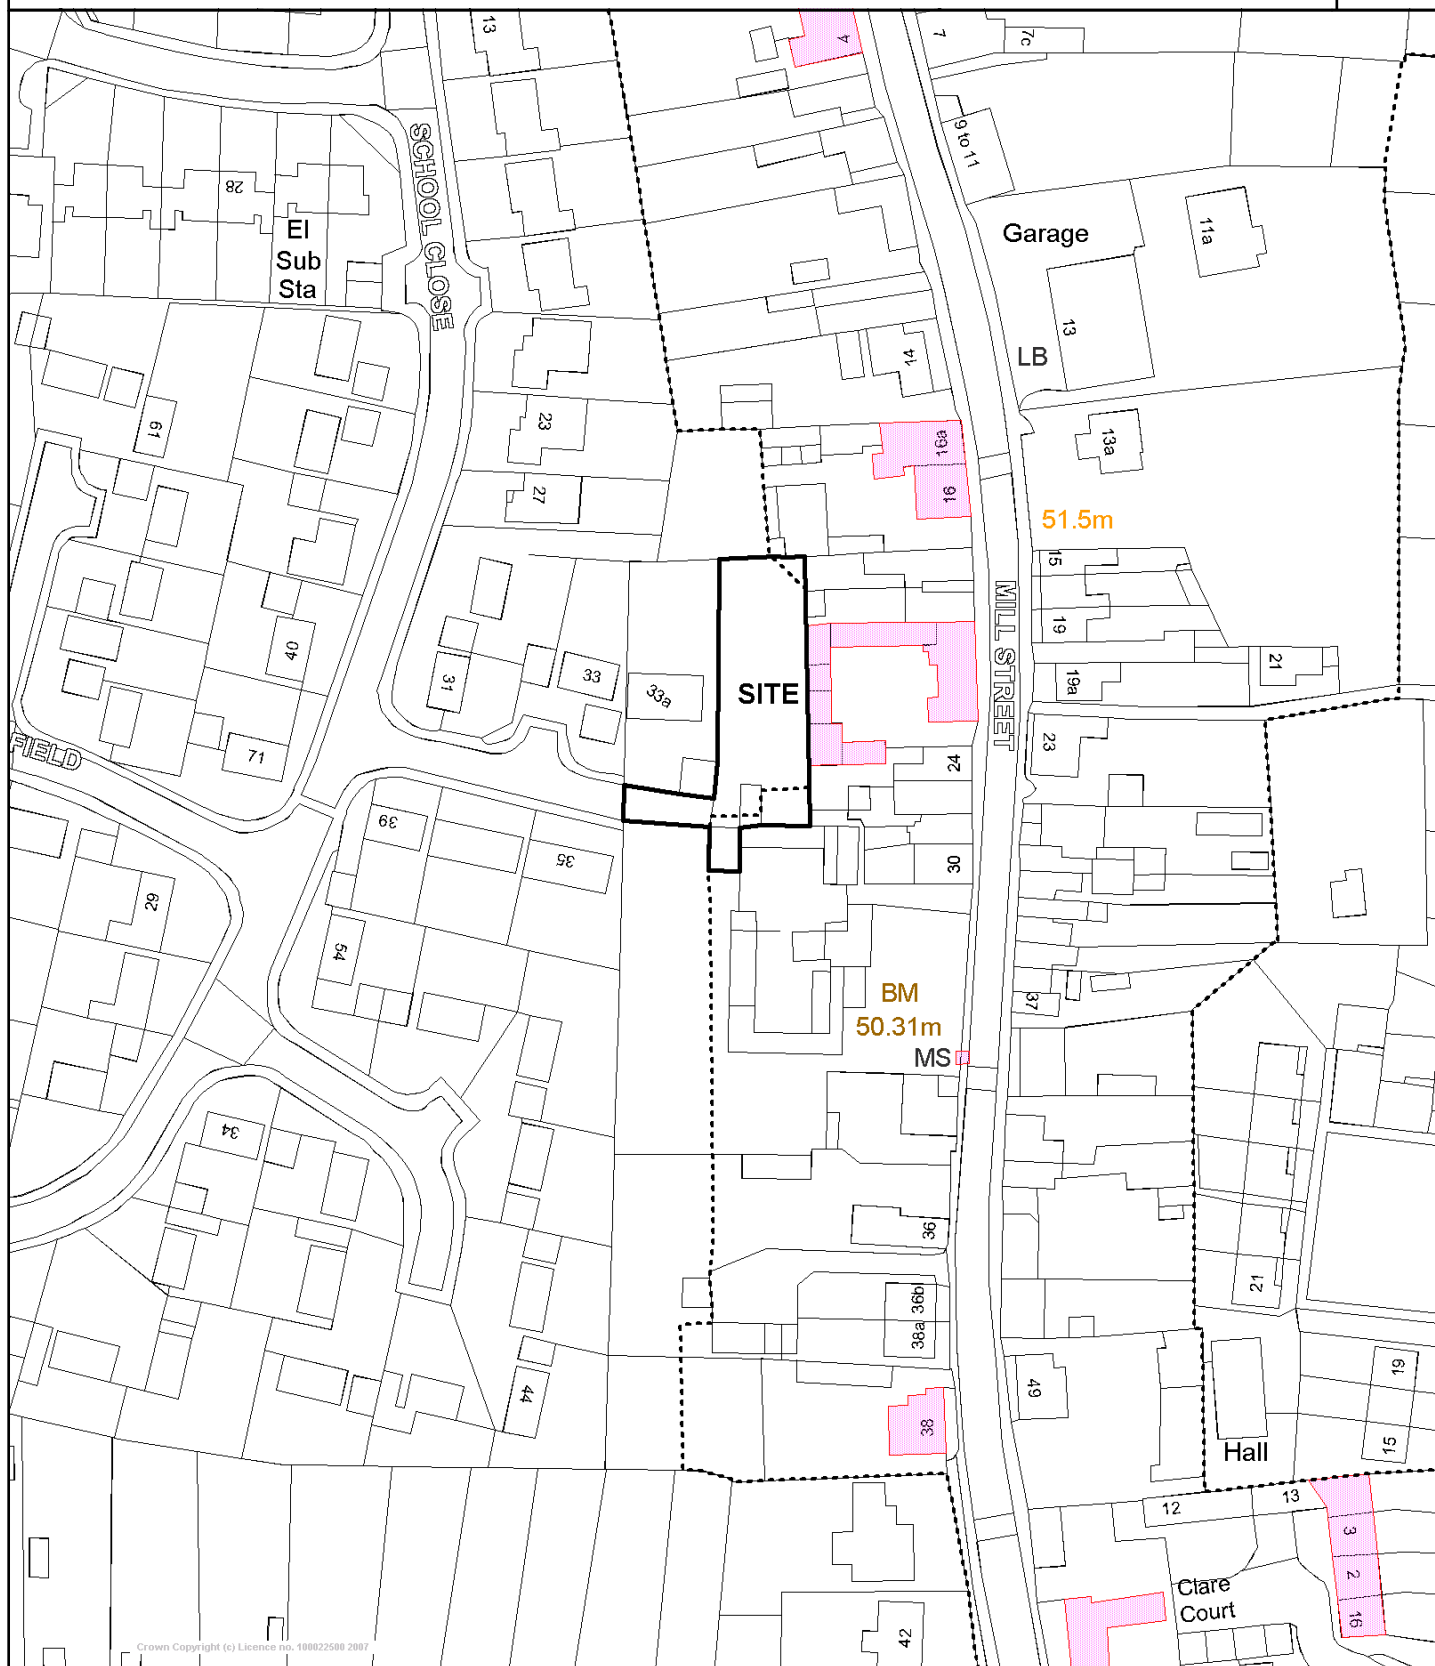 13
4
7
7c
9 to 11
SCHOOL CLOSE
28
El
Sub
Sta
Garage
11a
13
LB
14
61
23
13a
16a
16
27
51.5m
15
MILL STREET
19
40
31
33
33a
SITE
19a
21
FIELD
71
23
24
39
35
30
29
54
BM
50.31m
37
MS
34
36
21
36b
38a
49
19
44
38
15
Hall
12
13
3
2
16
Clare
Court
42
Crown Copyright (c) Licence no. 100022500 2007